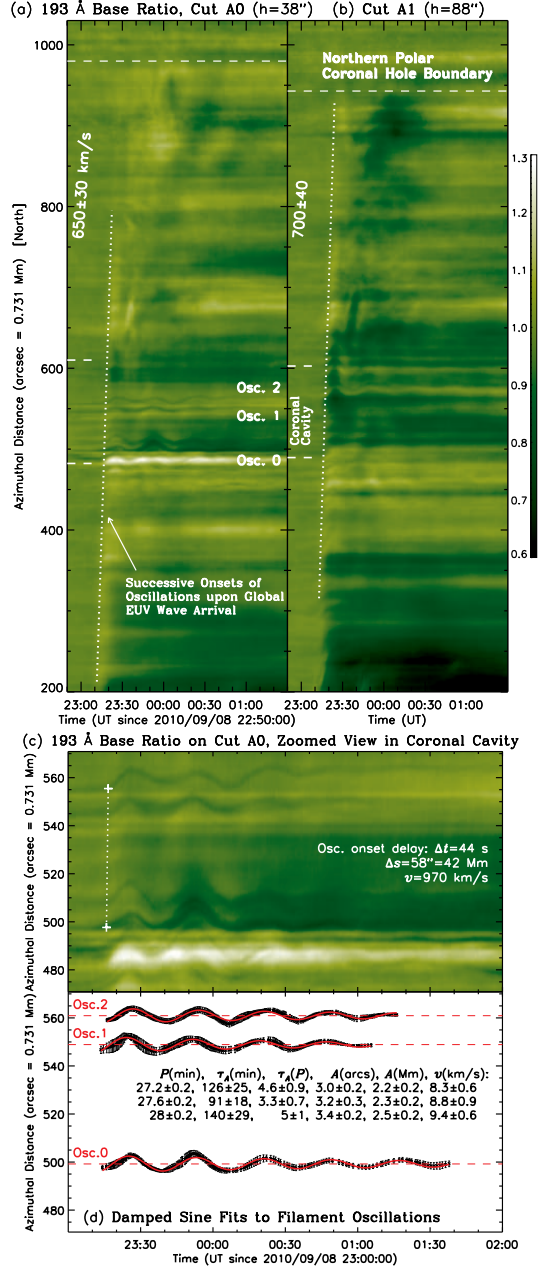 (a) 193 Å Base Ratio, Cut A0 (h=38")
(b) Cut A1 (h=88")
Northern Polar
Coronal Hole Boundary
1000
800
600
400
200
Azimuthal Distance (arcsec = 0.731 Mm) [North]
650±30 km/s
700±40
Osc. 2
Osc. 1
Osc. 0
Coronal
Cavity
Successive Onsets of
Oscillations upon Global
EUV Wave Arrival
1.3
1.2
1.1
1.0
0.9
0.8
0.7
0.6
23:00 23:30 00:00 00:30 01:00
23:00 23:30 00:00 00:30 01:00
Time (UT since 2010/09/08 22:50:00)
Time (UT)
(c) 193 Å Base Ratio on Cut A0, Zoomed View in Coronal Cavity
Azimuthal Distance (arcsec = 0.731 Mm)
560
540
520
500
480
470
Osc. onset delay: Δt=44 s
Δs=58"=42 Mm
v=970 km/s
Azimuthal Distance (arcsec = 0.731 Mm)
560
540
520
500
480
Osc.2
Osc.1
P(min), τA(min), τA(P), A(arcs), A(Mm), v(km/s):
27.2±0.2, 126±25, 4.6±0.9, 3.0±0.2, 2.2±0.2, 8.3±0.6
27.6±0.2, 91±18, 3.3±0.7, 3.2±0.3, 2.3±0.2, 8.8±0.9
28±0.2, 140±29, 5±1, 3.4±0.2, 2.5±0.2, 9.4±0.6
Osc.0
(d) Damped Sine Fits to Filament Oscillations
23:30 00:00 00:30 01:00 01:30 02:00
Time (UT since 2010/09/08 23:00:00)